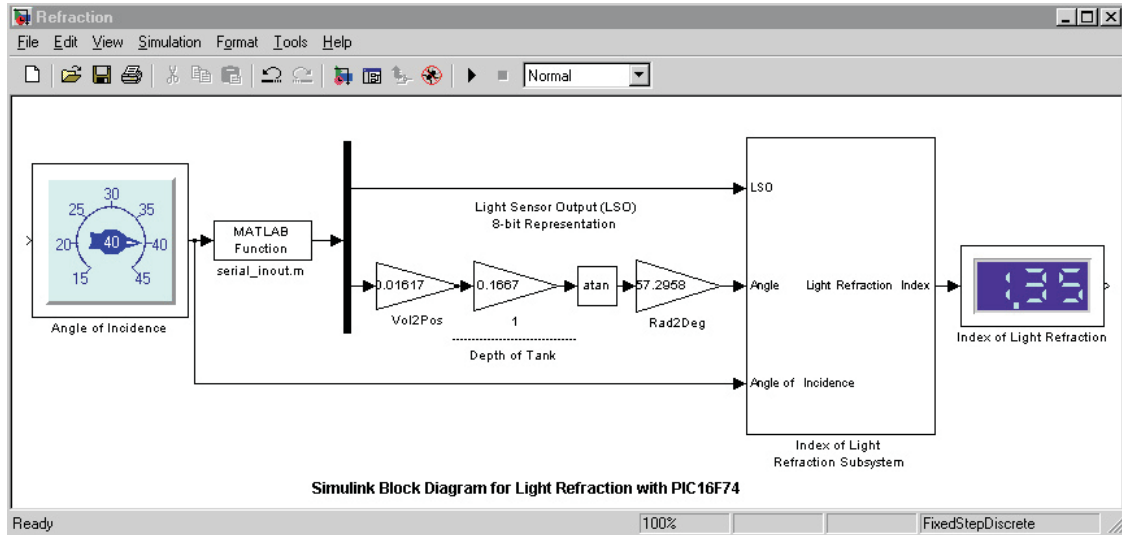 Refraction
File Edit View Simulation Format Tools Help
Normal
30
25 35
20 40 40
15 45
Angle of Incidence
MATLAB
Function
serial_inout.m
Light Sensor Output (LSO)
8-bit Representation
0.01617
Vol2Pos
0.1667
1
Depth of Tank
atan
57.2958
Rad2Deg
LSO
Angle
Light Refraction Index
Angle of Incidence
Index of Light
Refraction Subsystem
1.35
Index of Light Refraction
Simulink Block Diagram for Light Refraction with PIC16F74
Ready 100% FixedStepDiscrete